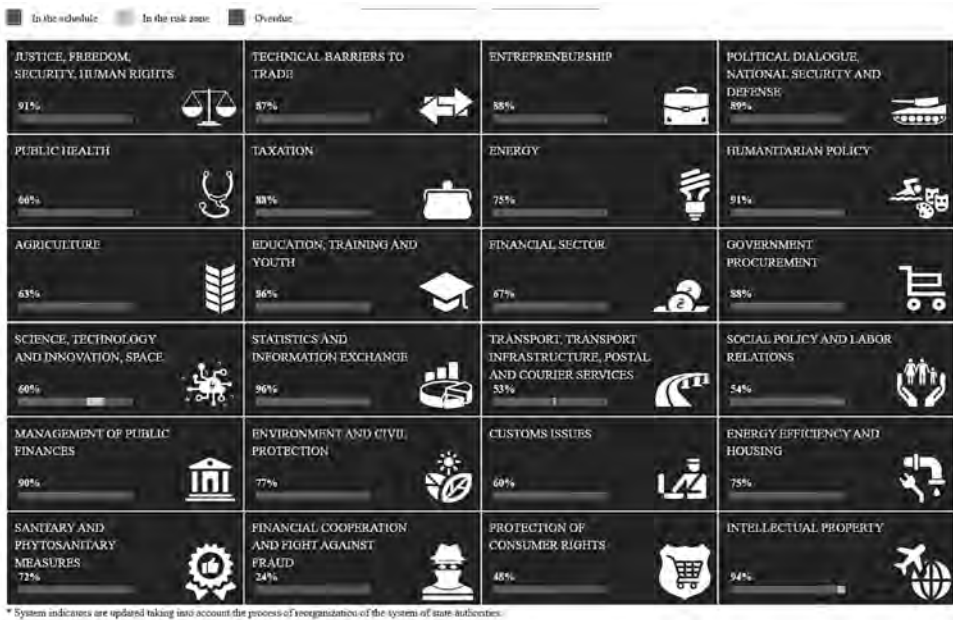 In the schedule
In the risk zone
Overdue
JUSTICE, FREEDOM,
SECURITY, HUMAN RIGHTS
91%
TECHNICAL BARRIERS TO
TRADE
87%
ENTREPRENEURSHIP
88%
POLITICAL DIALOGUE,
NATIONAL SECURITY AND
DEFENSE
89%
PUBLIC HEALTH
66%
TAXATION
88%
ENERGY
75%
HUMANITARIAN POLICY
91%
AGRICULTURE
63%
EDUCATION, TRAINING AND
YOUTH
86%
FINANCIAL SECTOR
67%
GOVERNMENT
PROCUREMENT
88%
SCIENCE, TECHNOLOGY
AND INNOVATION, SPACE
60%
STATISTICS AND
INFORMATION EXCHANGE
96%
TRANSPORT, TRANSPORT
INFRASTRUCTURE, POSTAL
AND COURIER SERVICES
53%
SOCIAL POLICY AND LABOR
RELATIONS
54%
MANAGEMENT OF PUBLIC
FINANCES
90%
ENVIRONMENT AND CIVIL
PROTECTION
77%
CUSTOMS ISSUES
60%
ENERGY EFFICIENCY AND
HOUSING
75%
SANITARY AND
PHYTOSANITARY
MEASURES
72%
FINANCIAL COOPERATION
AND FIGHT AGAINST
FRAUD
24%
PROTECTION OF
CONSUMER RIGHTS
48%
INTELLECTUAL PROPERTY
94%
* System indicators are updated taking into account the process of reorganization of the system of state authorities.